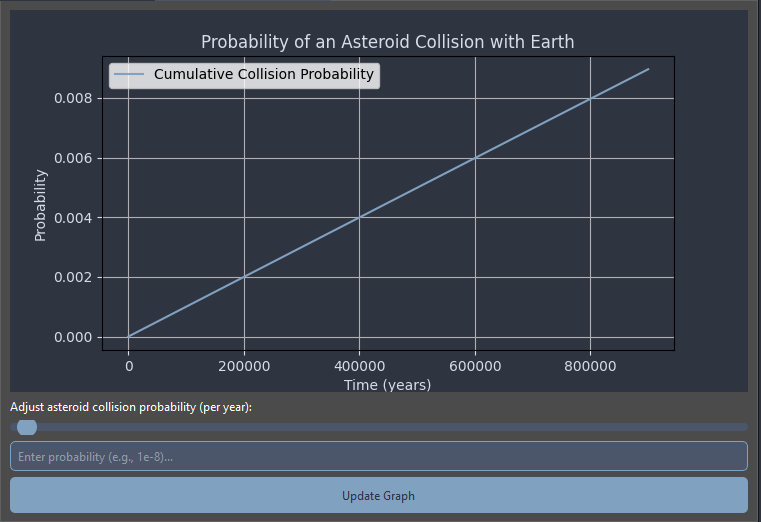 Probability of an Asteroid Collision with Earth
Cumulative Collision Probability
Probability
0.008
0.006
0.004
0.002
0.000
0 200000 400000 600000 800000
Time (years)
Adjust asteroid collision probability (per year):
Enter probability (e.g., 1e-8)...
Update Graph